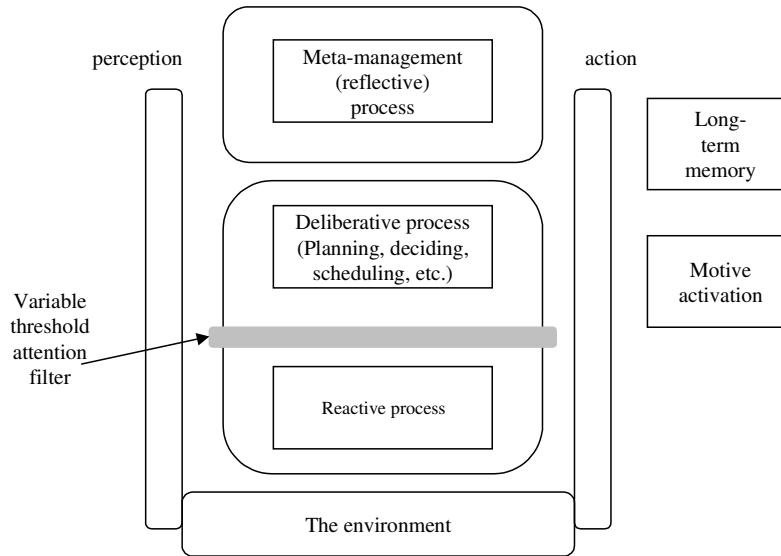 perception
Meta-management
(reflective)
process
action
Long-
term
memory
Deliberative process
(Planning, deciding,
scheduling, etc.)
Motive
activation
Variable
threshold
attention
filter
Reactive process
The environment